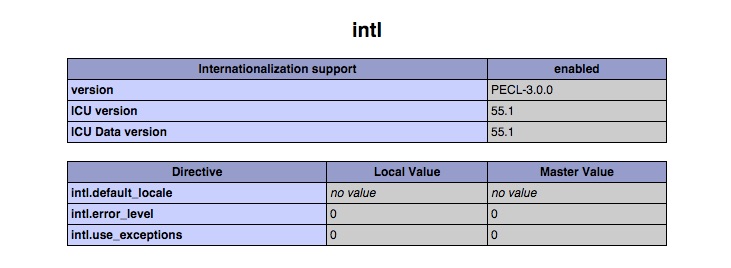 intl
Internationalization support enabled
version PECL-3.0.0
ICU version 55.1
ICU Data version 55.1
Directive Local Value Master Value
intl.default_locale no value no value
intl.error_level 0 0
intl.use_exceptions 0 0